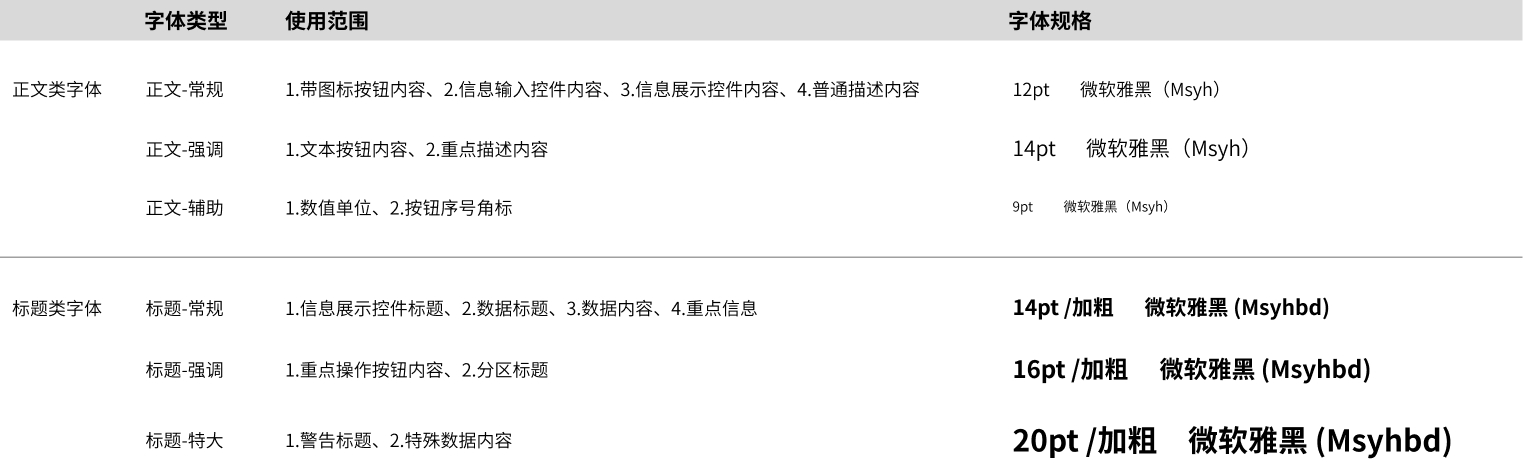 字体类型 使用范围 字体规格
正文类字体 正文-常规 1.带图标按钮内容、2.信息输入控件内容、3.信息展示控件内容、4.普通描述内容 12pt 微软雅黑（Msyh）
正文-强调 1.文本按钮内容、2.重点描述内容 14pt 微软雅黑（Msyh）
正文-辅助 1.数值单位、2.按钮序号角标 9pt 微软雅黑（Msyh）
标题类字体 标题-常规 1.信息展示控件标题、2.数据标题、3.数据内容、4.重点信息 14pt /加粗 微软雅黑 (Msyhbd)
标题-强调 1.重点操作按钮内容、2.分区标题 16pt /加粗 微软雅黑 (Msyhbd)
标题-特大 1.警告标题、2.特殊数据内容 20pt /加粗 微软雅黑 (Msyhbd)